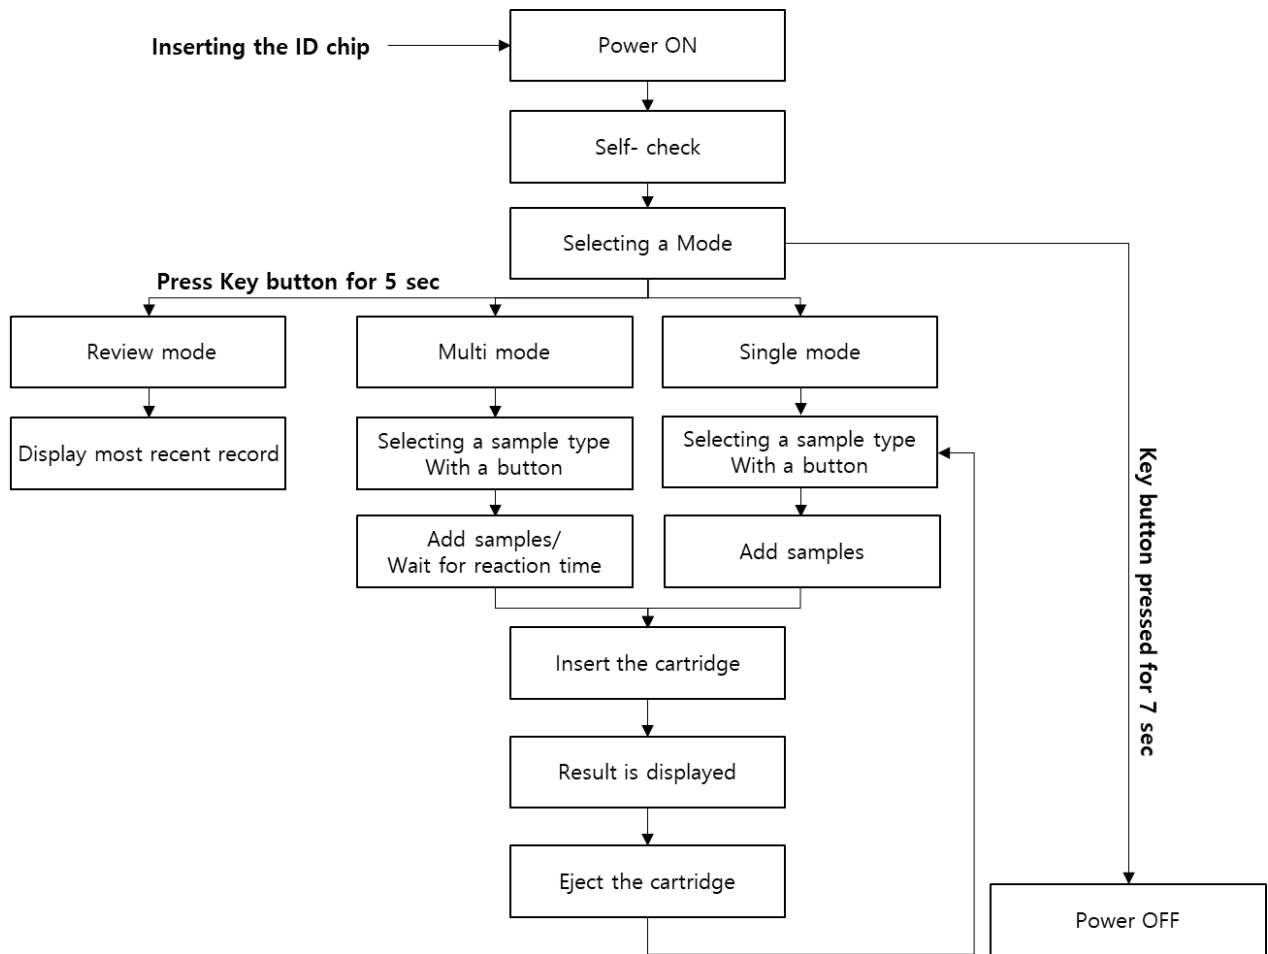 Inserting the ID chip
Power ON
Self- check
Selecting a Mode
Press Key button for 5 sec
Review mode
Multi mode
Single mode
Display most recent record
Selecting a sample type
With a button
Selecting a sample type
With a button
Add samples/
Wait for reaction time
Add samples
Key button pressed for 7 sec
Insert the cartridge
Result is displayed
Eject the cartridge
Power OFF